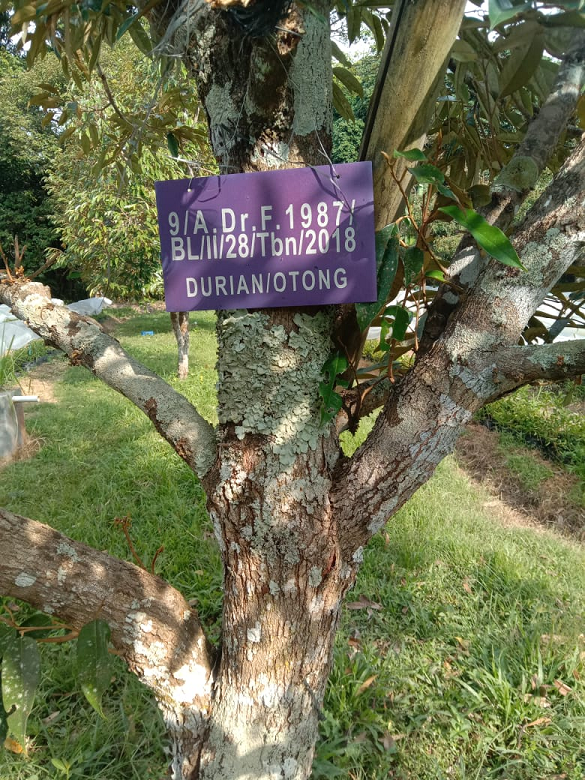 9/A.Dr.F.1987/
BL/II/28/Tbn/2018
DURIAN/OTONG